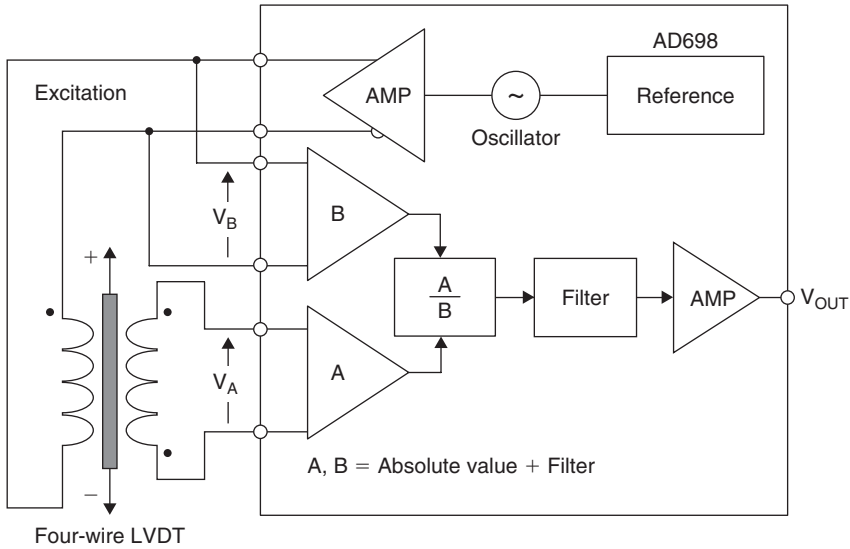 AD698
Excitation
AMP
~
Reference
Oscillator
V_B
B
+
A
B
Filter
AMP
V_OUT
V_A
A
A, B = Absolute value + Filter
−
Four-wire LVDT